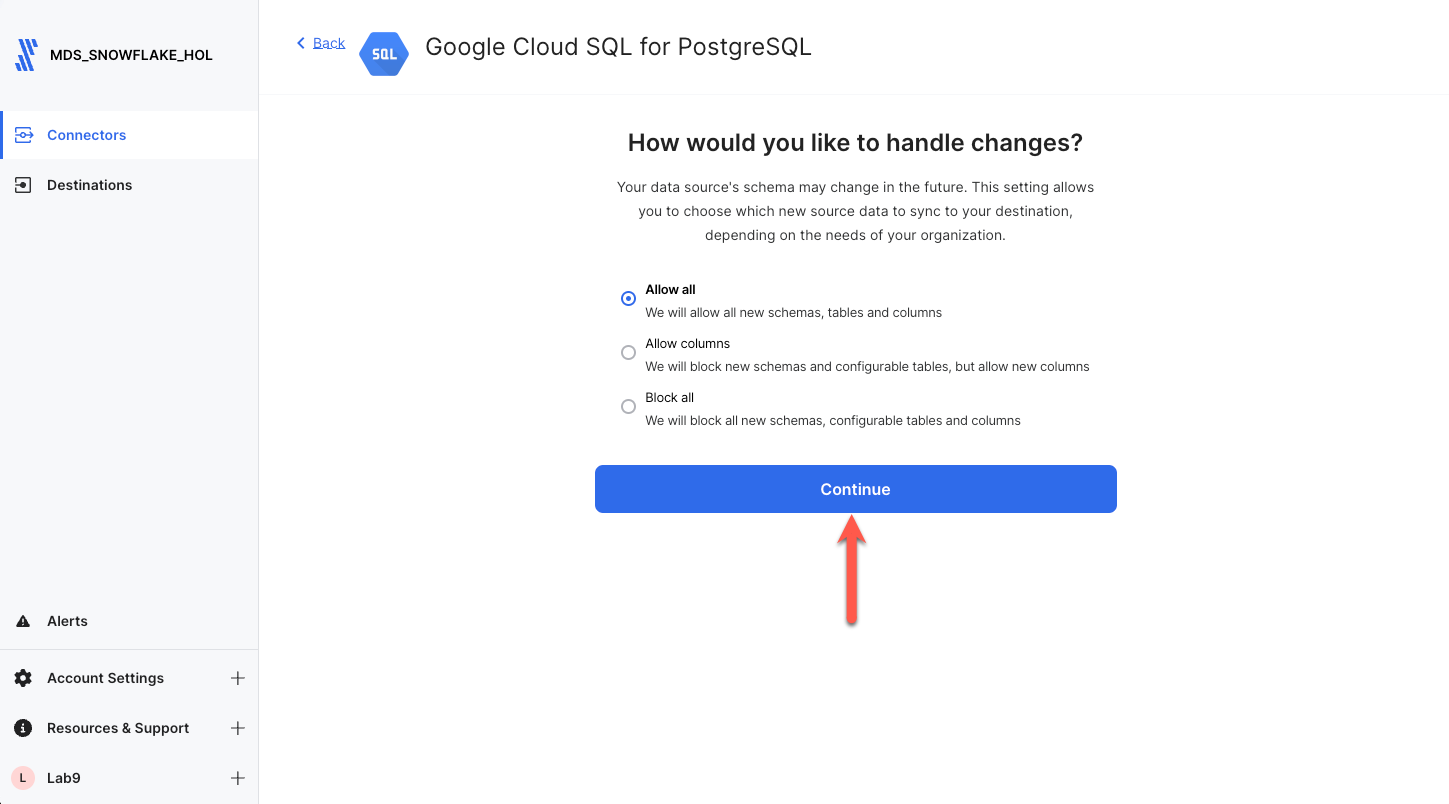 MDS_SNOWFLAKE_HOL
Connectors
Destinations
Alerts
Account Settings
Resources & Support
L
Lab9
Back
SQL
Google Cloud SQL for PostgreSQL
How would you like to handle changes?
Your data source's schema may change in the future. This setting allows
you to choose which new source data to sync to your destination,
depending on the needs of your organization.
Allow all
We will allow all new schemas, tables and columns
Allow columns
We will block new schemas and configurable tables, but allow new columns
Block all
We will block all new schemas, configurable tables and columns
Continue